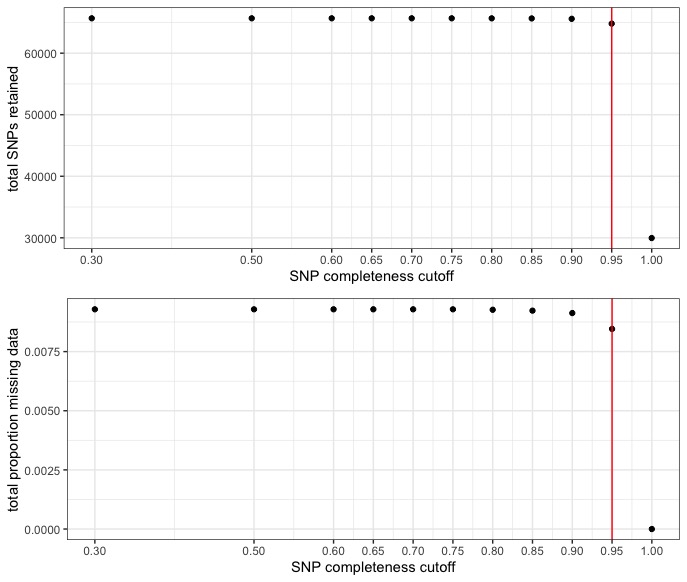 total SNPs retained
60000
50000
40000
30000
0.30 0.50 0.60 0.65 0.70 0.75 0.80 0.85 0.90 0.95 1.00
SNP completeness cutoff
total proportion missing data
0.0075
0.0050
0.0025
0.0000
0.30 0.50 0.60 0.65 0.70 0.75 0.80 0.85 0.90 0.95 1.00
SNP completeness cutoff